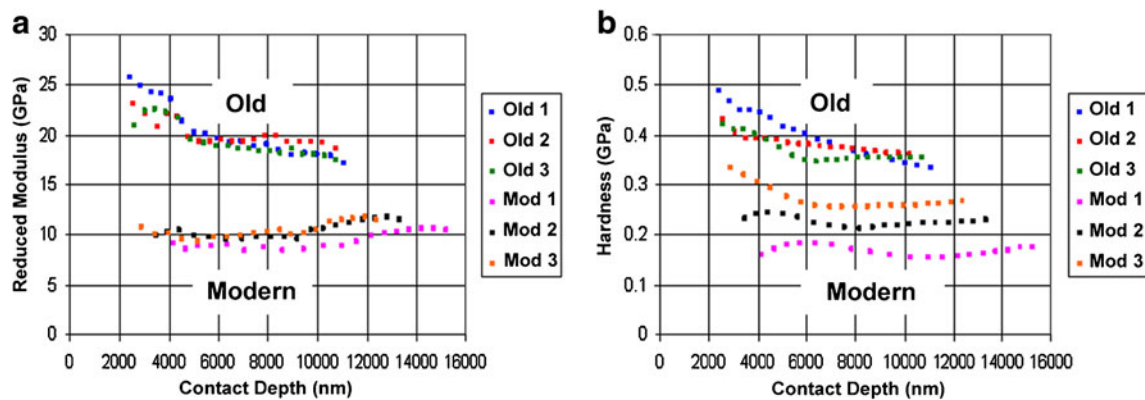 a
Reduced Modulus (GPa)
30
25
20
15
10
5
0
0 2000 4000 6000 8000 10000 12000 14000 16000
Contact Depth (nm)
Old
Modern
Old 1
Old 2
Old 3
Mod 1
Mod 2
Mod 3
b
Hardness (GPa)
0.6
0.5
0.4
0.3
0.2
0.1
0
0 2000 4000 6000 8000 10000 12000 14000 16000
Contact Depth (nm)
Old
Modern
Old 1
Old 2
Old 3
Mod 1
Mod 2
Mod 3